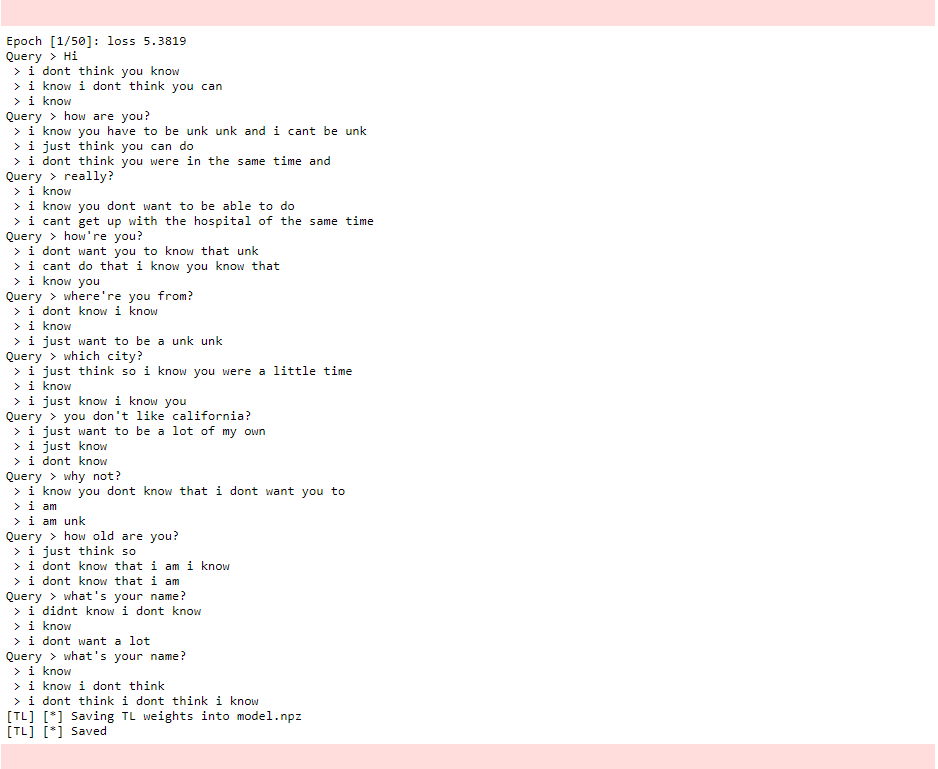 Epoch [1/50]: loss 5.3819
Query > Hi
 > i dont think you know
 > i know i dont think you can
 > i know
Query > how are you?
 > i know you have to be unk unk and i cant be unk
 > i just think you can do
 > i dont think you were in the same time and
Query > really?
 > i know
 > i know you dont want to be able to do
 > i cant get up with the hospital of the same time
Query > how're you?
 > i dont want you to know that unk
 > i cant do that i know you know that
 > i know you
Query > where're you from?
 > i dont know i know
 > i know
 > i just want to be a unk unk
Query > which city?
 > i just think so i know you were a little time
 > i know
 > i just know i know you
Query > you don't like california?
 > i just want to be a lot of my own
 > i just know
 > i dont know
Query > why not?
 > i know you dont know that i dont want you to
 > i am
 > i am unk
Query > how old are you?
 > i just think so
 > i dont know that i am i know
 > i dont know that i am
Query > what's your name?
 > i didnt know i dont know
 > i know
 > i dont want a lot
Query > what's your name?
 > i know
 > i know i dont think
 > i dont think i dont think i know
[TL] [*] Saving TL weights into model.npz
[TL] [*] Saved